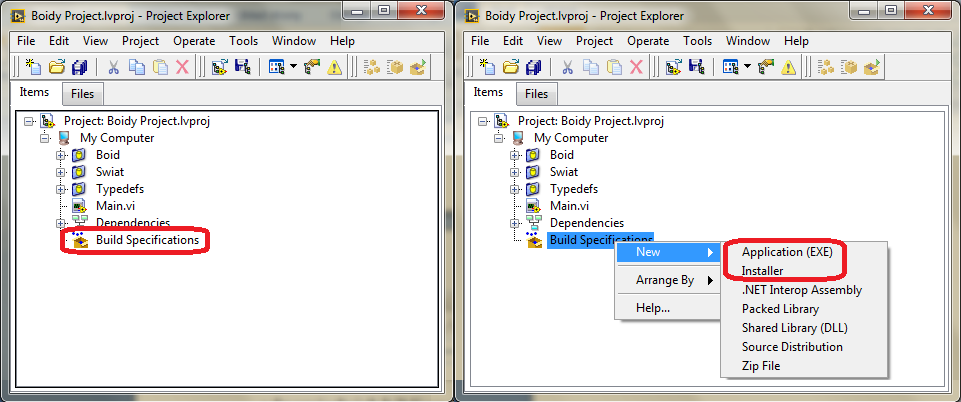 Boidy Project.lvproj - Project Explorer
File Edit View Project Operate Tools Window Help
Items Files
Project: Boidy Project.lvproj
My Computer
Boid
Swiat
Typedefs
Main.vi
Dependencies
Build Specifications
Boidy Project.lvproj - Project Explorer
File Edit View Project Operate Tools Window Help
Items Files
Project: Boidy Project.lvproj
My Computer
Boid
Swiat
Typedefs
Main.vi
Dependencies
Build Specifications
New
Arrange By
Help...
Application (EXE)
Installer
.NET Interop Assembly
Packed Library
Shared Library (DLL)
Source Distribution
Zip File